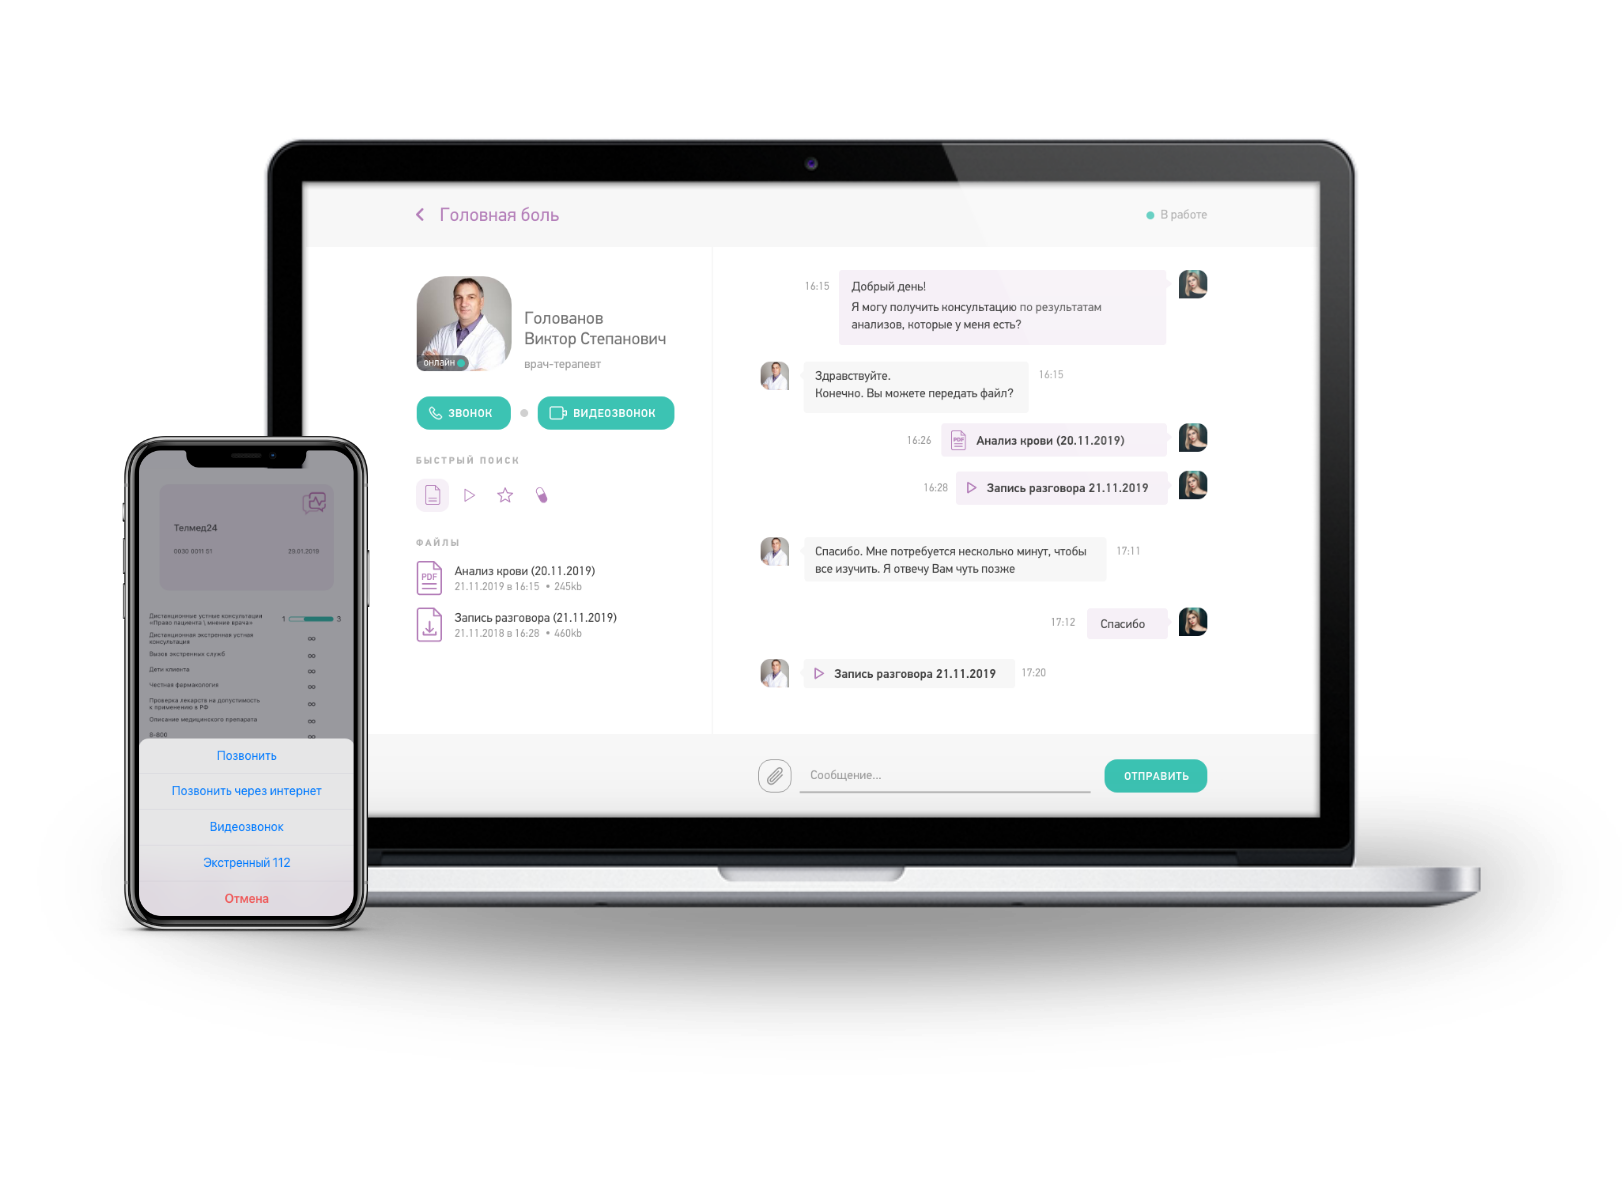 Головная боль
В работе
онлайн
Голованов
Виктор Степанович
врач-терапевт
ЗВОНОК
ВИДЕОЗВОНОК
БЫСТРЫЙ ПОИСК
ФАЙЛЫ
PDF
Анализ крови (20.11.2019)
21.11.2019 в 16:15 • 245kb
Запись разговора (21.11.2019)
21.11.2018 в 16:28 • 460kb
16:15
Добрый день!
Я могу получить консультацию по результатам
анализов, которые у меня есть?
Здравствуйте.
Конечно. Вы можете передать файл?
16:15
16:26
PDF
Анализ крови (20.11.2019)
16:28
Запись разговора 21.11.2019
Спасибо. Мне потребуется несколько минут, чтобы
все изучить. Я отвечу Вам чуть позже
17:11
17:12
Спасибо
Запись разговора 21.11.2019
17:20
Сообщение...
ОТПРАВИТЬ
Телмед24
0930 0011 51
29.01.2019
Дистанционные устные консультации
«Право пациента \ мнение врача»
1
3
Дистанционная экстренная устная
консультация
∞
Вызов экстренных служб
∞
Дети клиента
∞
Честная фармакология
∞
Проверка лекарств на допустимость
к применению в РФ
∞
Описание медицинского препарата
∞
8-800
∞
Позвонить
Позвонить через интернет
Видеозвонок
Экстренный 112
Отмена